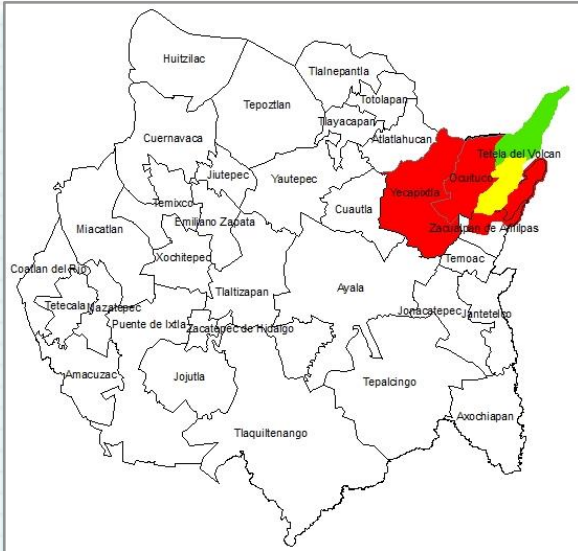 Huitzilac
Tlalnepantla
Totolapan
Tepoztlan
Tlayacapan
Cuernavaca
Atlatlahucan
Tetela del Volcan
Jiutepec
Yautepec
Ocuituco
Yecapixtla
Temixco
Cuautla
Emiliano Zapata
Miacatlan
Zacualpan de Amilpas
Xochitepec
Temoac
Coatlan del Rio
Tlaltizapan
Ayala
Tetecala
Mazatepec
Jonacatepec
Jantetelco
Puente de Ixtla
Zacatepec de Hidalgo
Amacuzac
Jojutla
Tepalcingo
Axochiapan
Tlaquiltenango